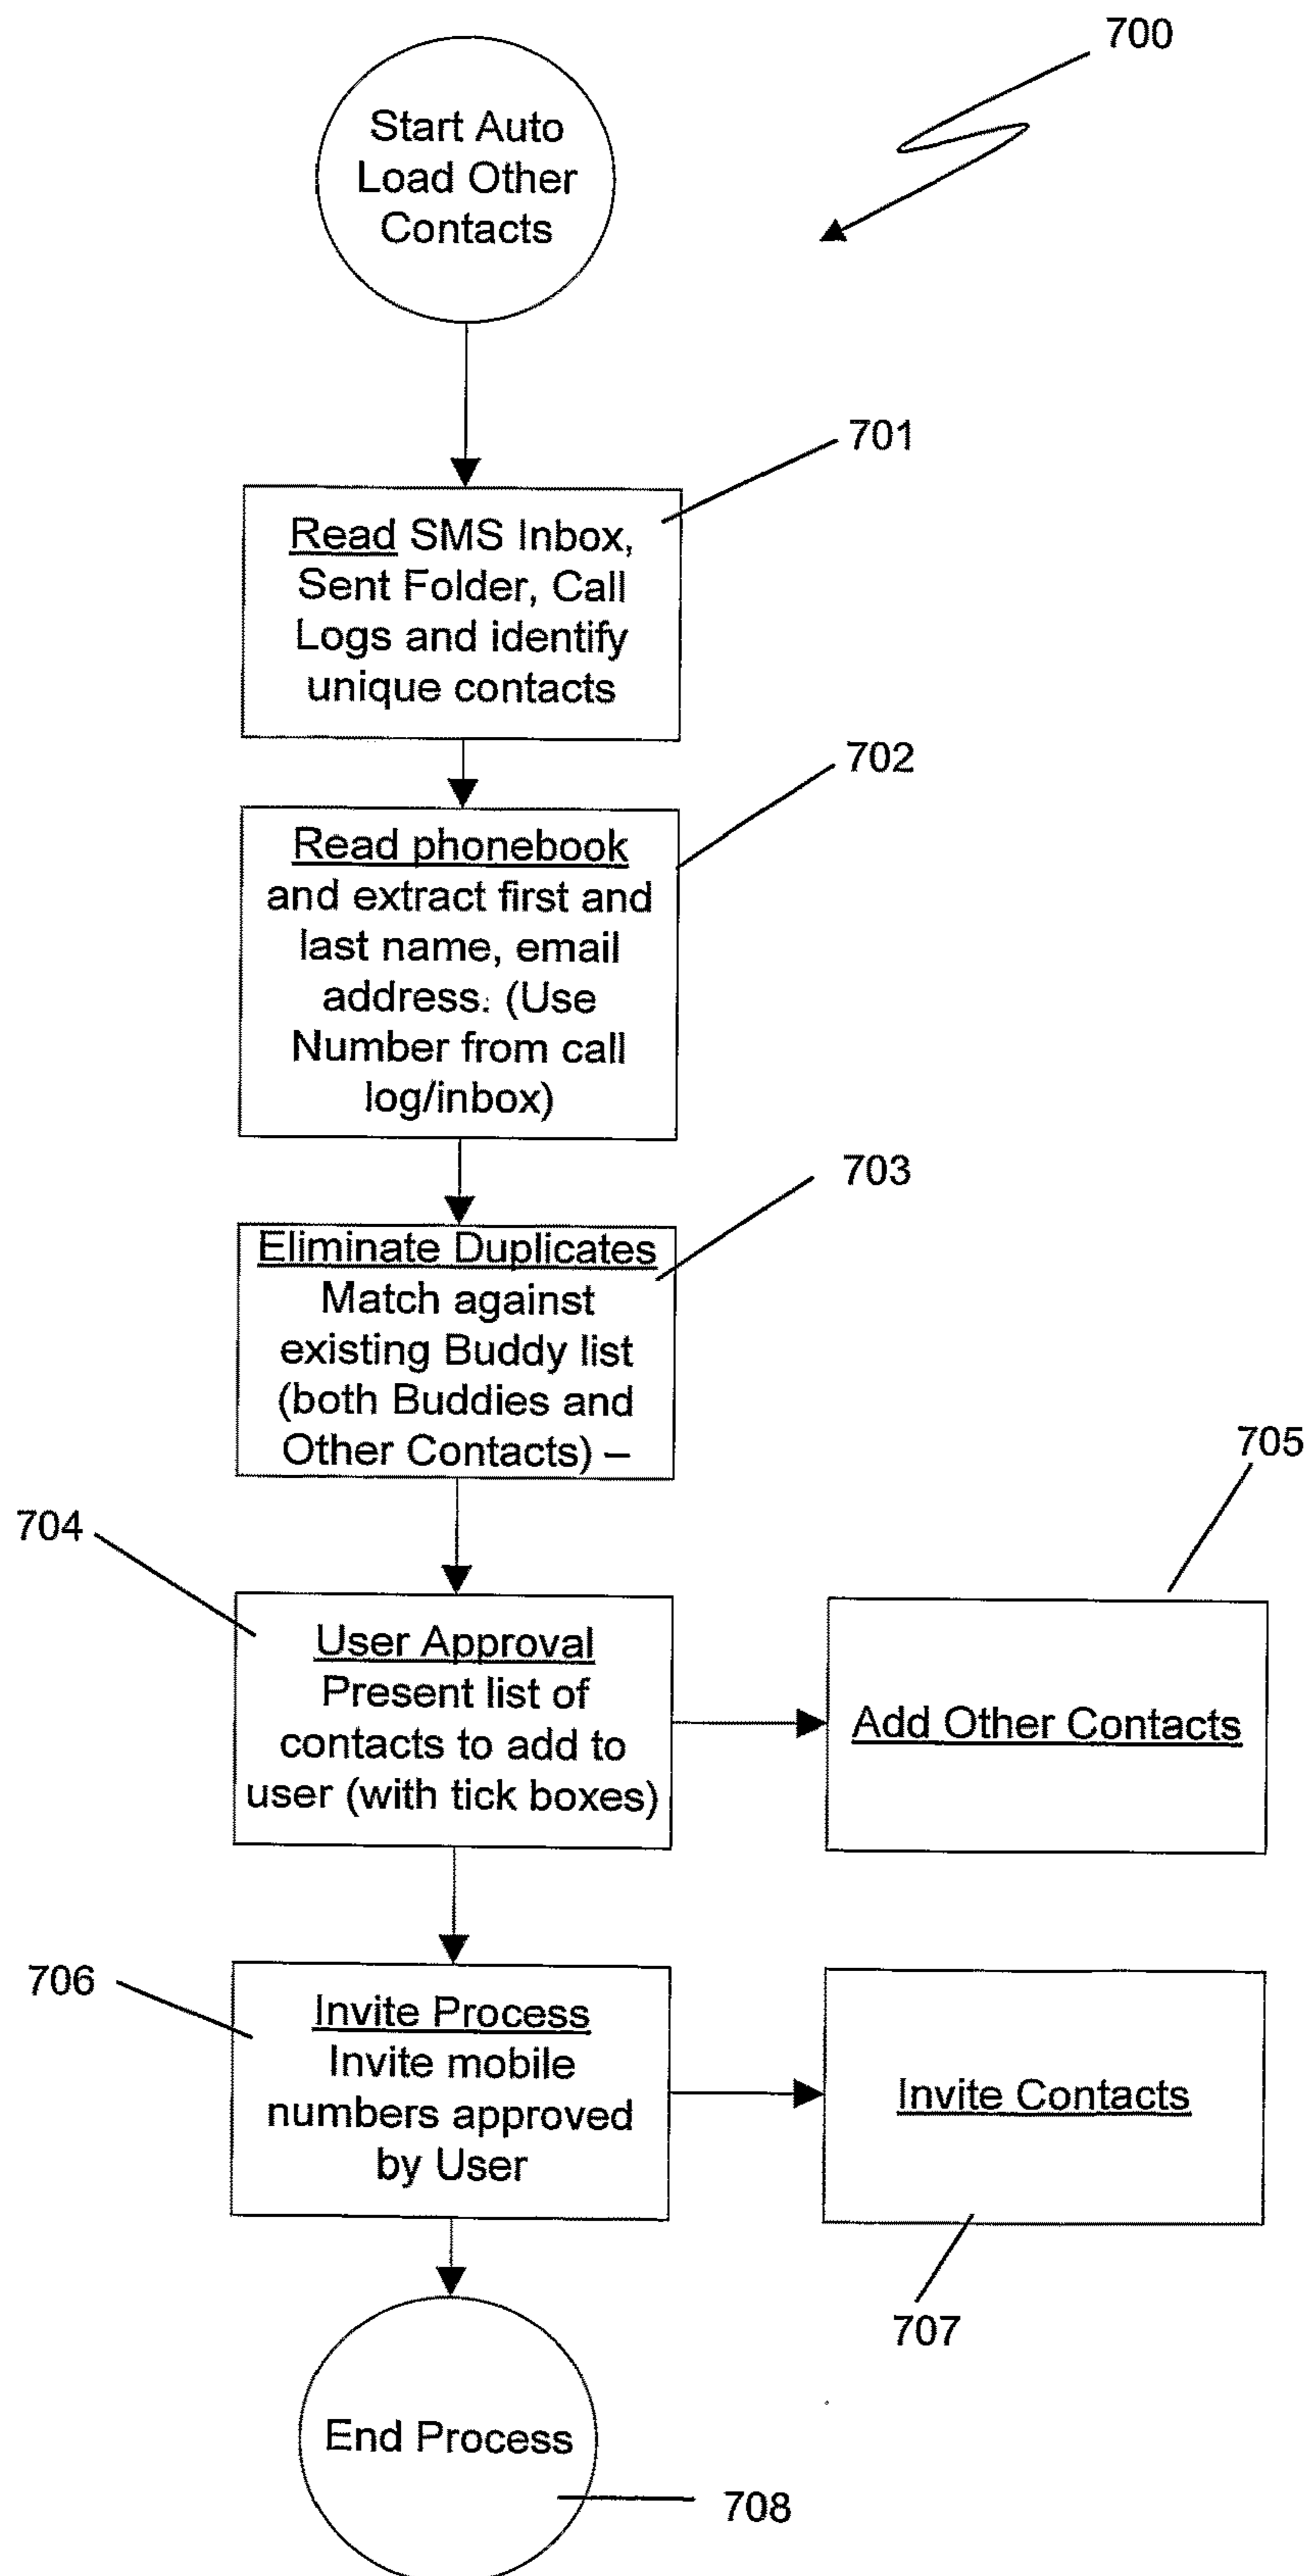 700
Start Auto
Load Other
Contacts
701
Read SMS Inbox,
Sent Folder, Call
Logs and identify
unique contacts
702
Read phonebook
and extract first and
last name, email
address. (Use
Number from call
log/inbox)
703
Eliminate Duplicates
Match against
existing Buddy list
(both Buddies and
Other Contacts) –
704
User Approval
Present list of
contacts to add to
user (with tick boxes)
705
Add Other Contacts
706
Invite Process
Invite mobile
numbers approved
by User
Invite Contacts
707
End Process
708